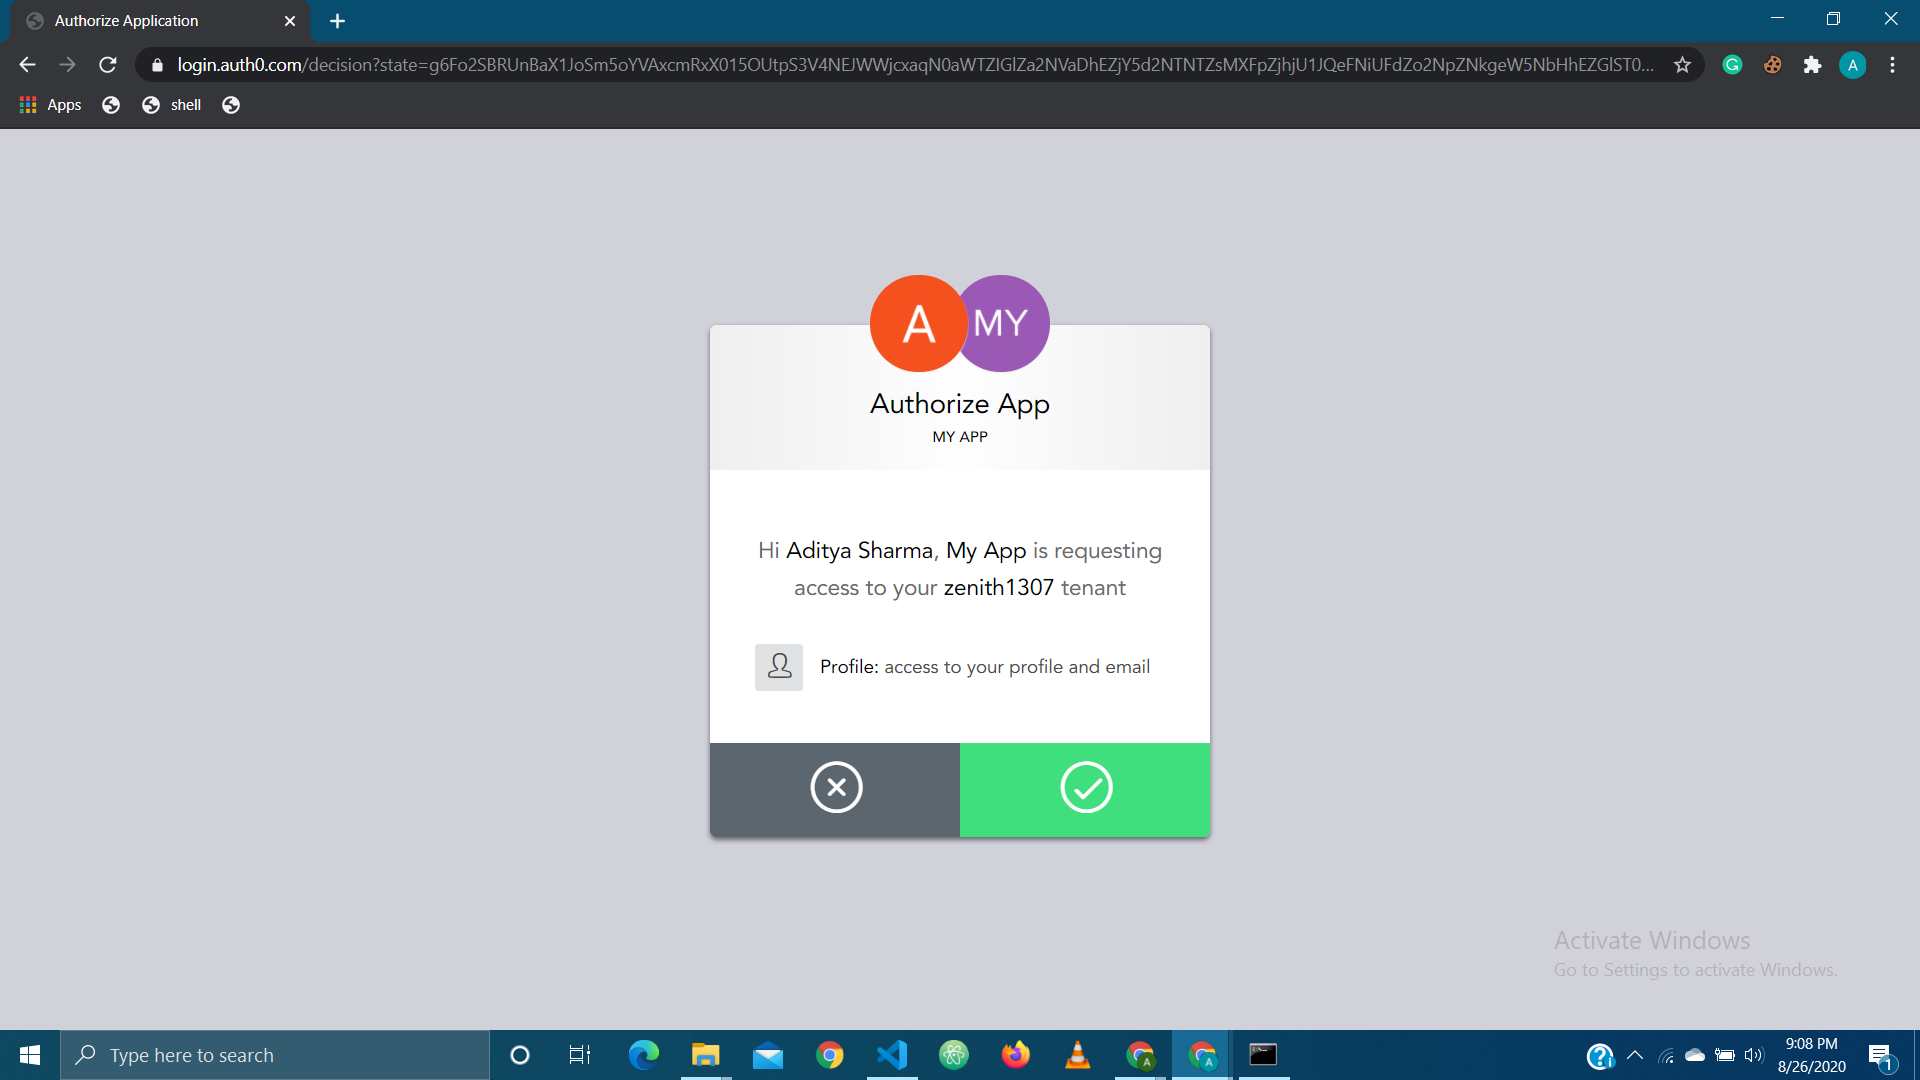 Authorize Application
login.auth0.com/decision?state=g6Fo2SBRUnBaX1JoSm5oYVAxcmRxX015OUtpS3V4NEJWWjcxaqN0aWTZIGlZa2NVaDhEZjY5d2NTNTZsMXFpZjhjU1JQeFNiUFdZo2NpZNkgeW5NbHhEZGlST0...
A
Apps
shell
A
MY
Authorize App
MY APP
Hi Aditya Sharma, My App is requesting
access to your zenith1307 tenant
Profile: access to your profile and email
Activate Windows
Go to Settings to activate Windows.
Type here to search
9:08 PM
8/26/2020
1